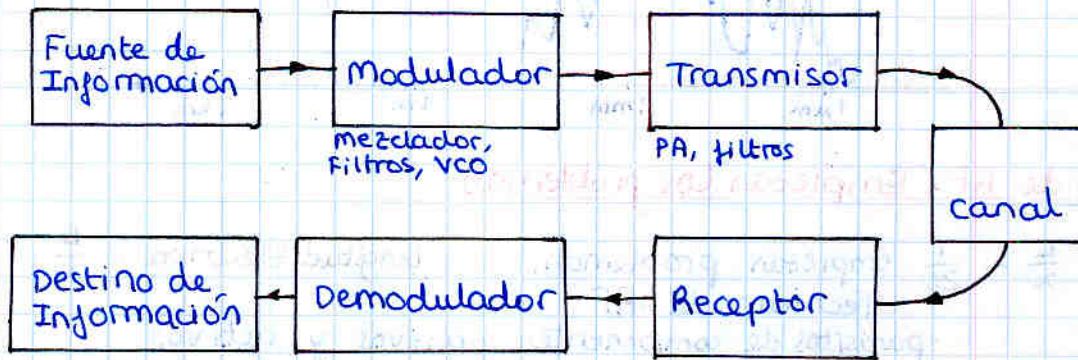 Fuente de
Información
Modulador
Transmisor
mezclador,
Filtros, VCO
PA, filtros
canal
Destino de
Información
Demodulador
Receptor